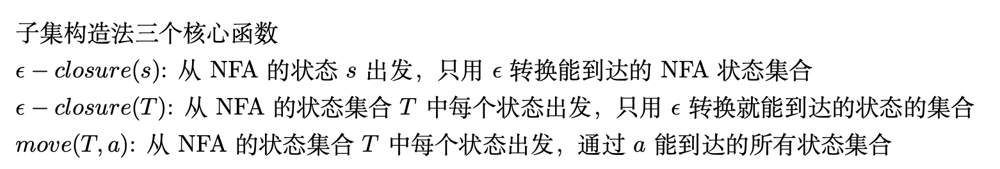 子集构造法三个核心函数
ϵ − closure(s): 从 NFA 的状态 s 出发，只用 ϵ 转换能到达的 NFA 状态集合
ϵ − closure(T): 从 NFA 的状态集合 T 中每个状态出发，只用 ϵ 转换就能到达的状态的集合
move(T, a): 从 NFA 的状态集合 T 中每个状态出发，通过 a 能到达的所有状态集合